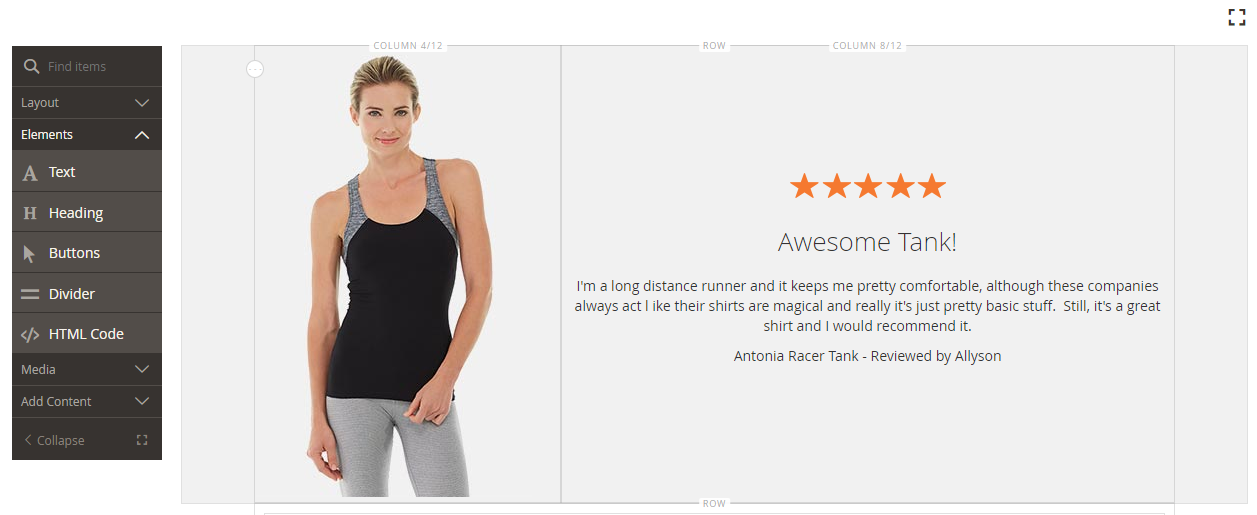 Find items
Layout
Elements
Text
Heading
Buttons
Divider
HTML Code
Media
Add Content
Collapse
COLUMN 4/12
ROW
COLUMN 8/12
Awesome Tank!
I'm a long distance runner and it keeps me pretty comfortable, although these companies
always act l ike their shirts are magical and really it's just pretty basic stuff.  Still, it's a great
shirt and I would recommend it.
Antonia Racer Tank - Reviewed by Allyson
ROW